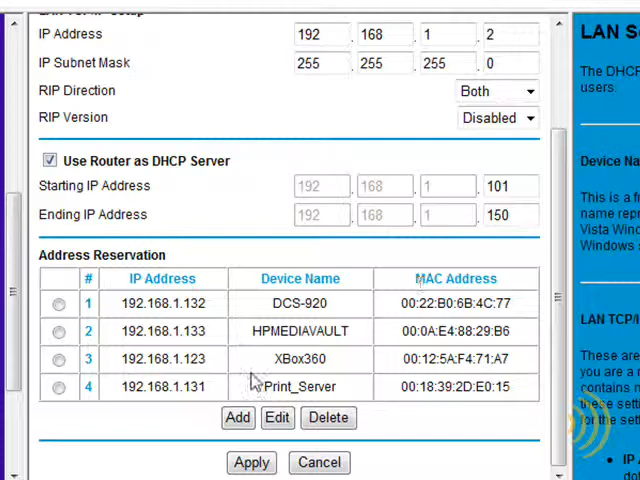 IP Address 192 . 168 . 1 . 2
IP Subnet Mask 255 . 255 . 255 . 0
RIP Direction Both
RIP Version Disabled
Use Router as DHCP Server
Starting IP Address 192 . 168 . 1 . 101
Ending IP Address 192 . 168 . 1 . 150
Address Reservation
# IP Address Device Name MAC Address
1 192.168.1.132 DCS-920 00:22:B0:6B:4C:77
2 192.168.1.133 HPMEDIAVAULT 00:0A:E4:88:29:B6
3 192.168.1.123 XBox360 00:12:5A:F4:71:A7
4 192.168.1.131 Print_Server 00:18:39:2D:E0:15
Add Edit Delete
Apply Cancel
LAN S
The DHCP
users.
Device Na
This is a f
name repr
Vista Wind
Windows
LAN TCP/I
These are
you are a
contains
these setti
for the sett
• IP A